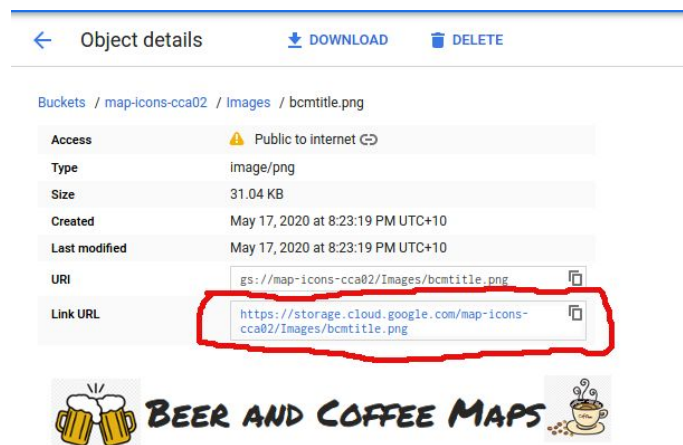 Object details DOWNLOAD DELETE
Buckets / map-icons-cca02 / Images / bcmtitle.png
Access Public to internet
Type image/png
Size 31.04 KB
Created May 17, 2020 at 8:23:19 PM UTC+10
Last modified May 17, 2020 at 8:23:19 PM UTC+10
URI gs://map-icons-cca02/Images/bcmtitle.png
Link URL https://storage.cloud.google.com/map-icons-
cca02/Images/bcmtitle.png
BEER AND COFFEE MAPS